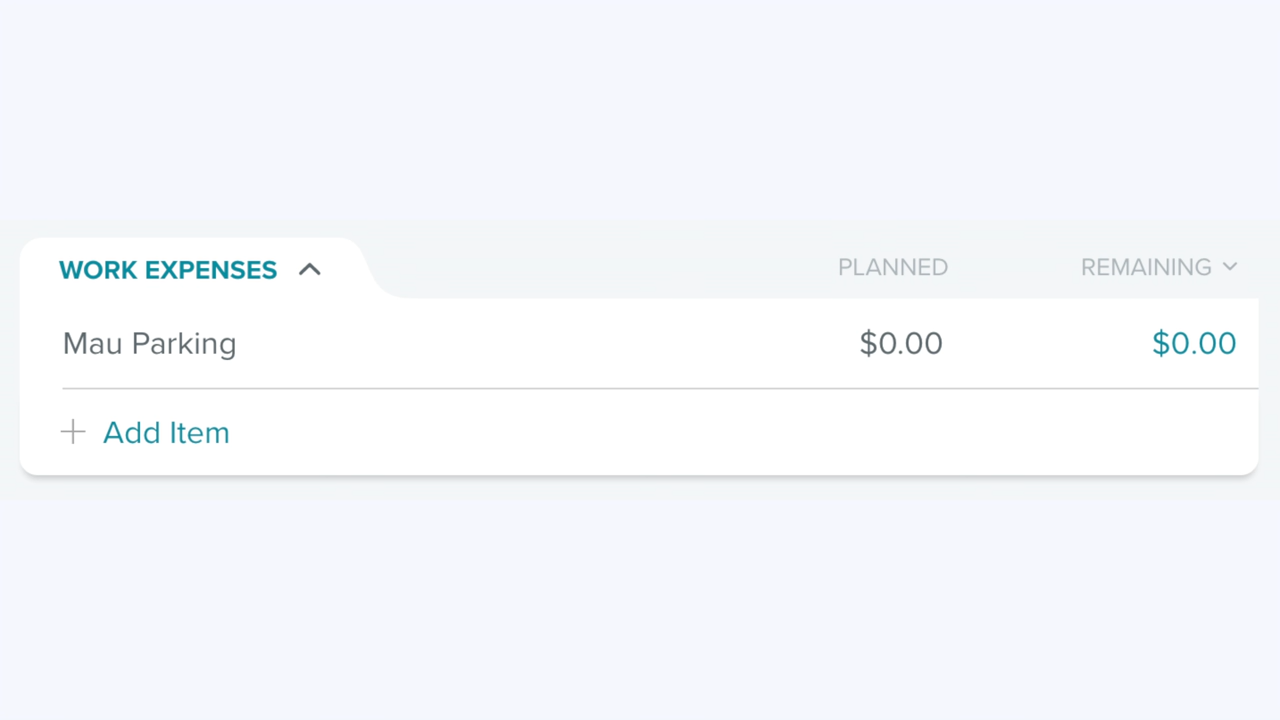 WORK EXPENSES PLANNED REMAINING
Mau Parking $0.00 $0.00
Add Item